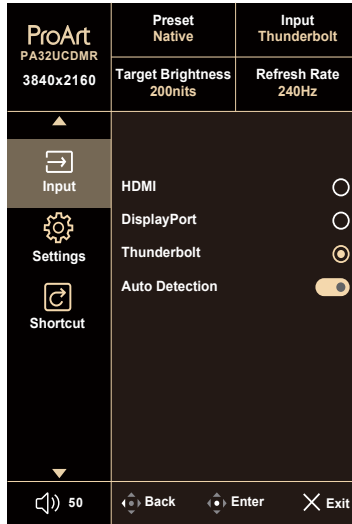 ProArt
PA32UCDMR
3840x2160
Preset
Native
Input
Thunderbolt
Target Brightness
200nits
Refresh Rate
240Hz
Input
Settings
Shortcut
HDMI
DisplayPort
Thunderbolt
Auto Detection
50
Back
Enter
Exit